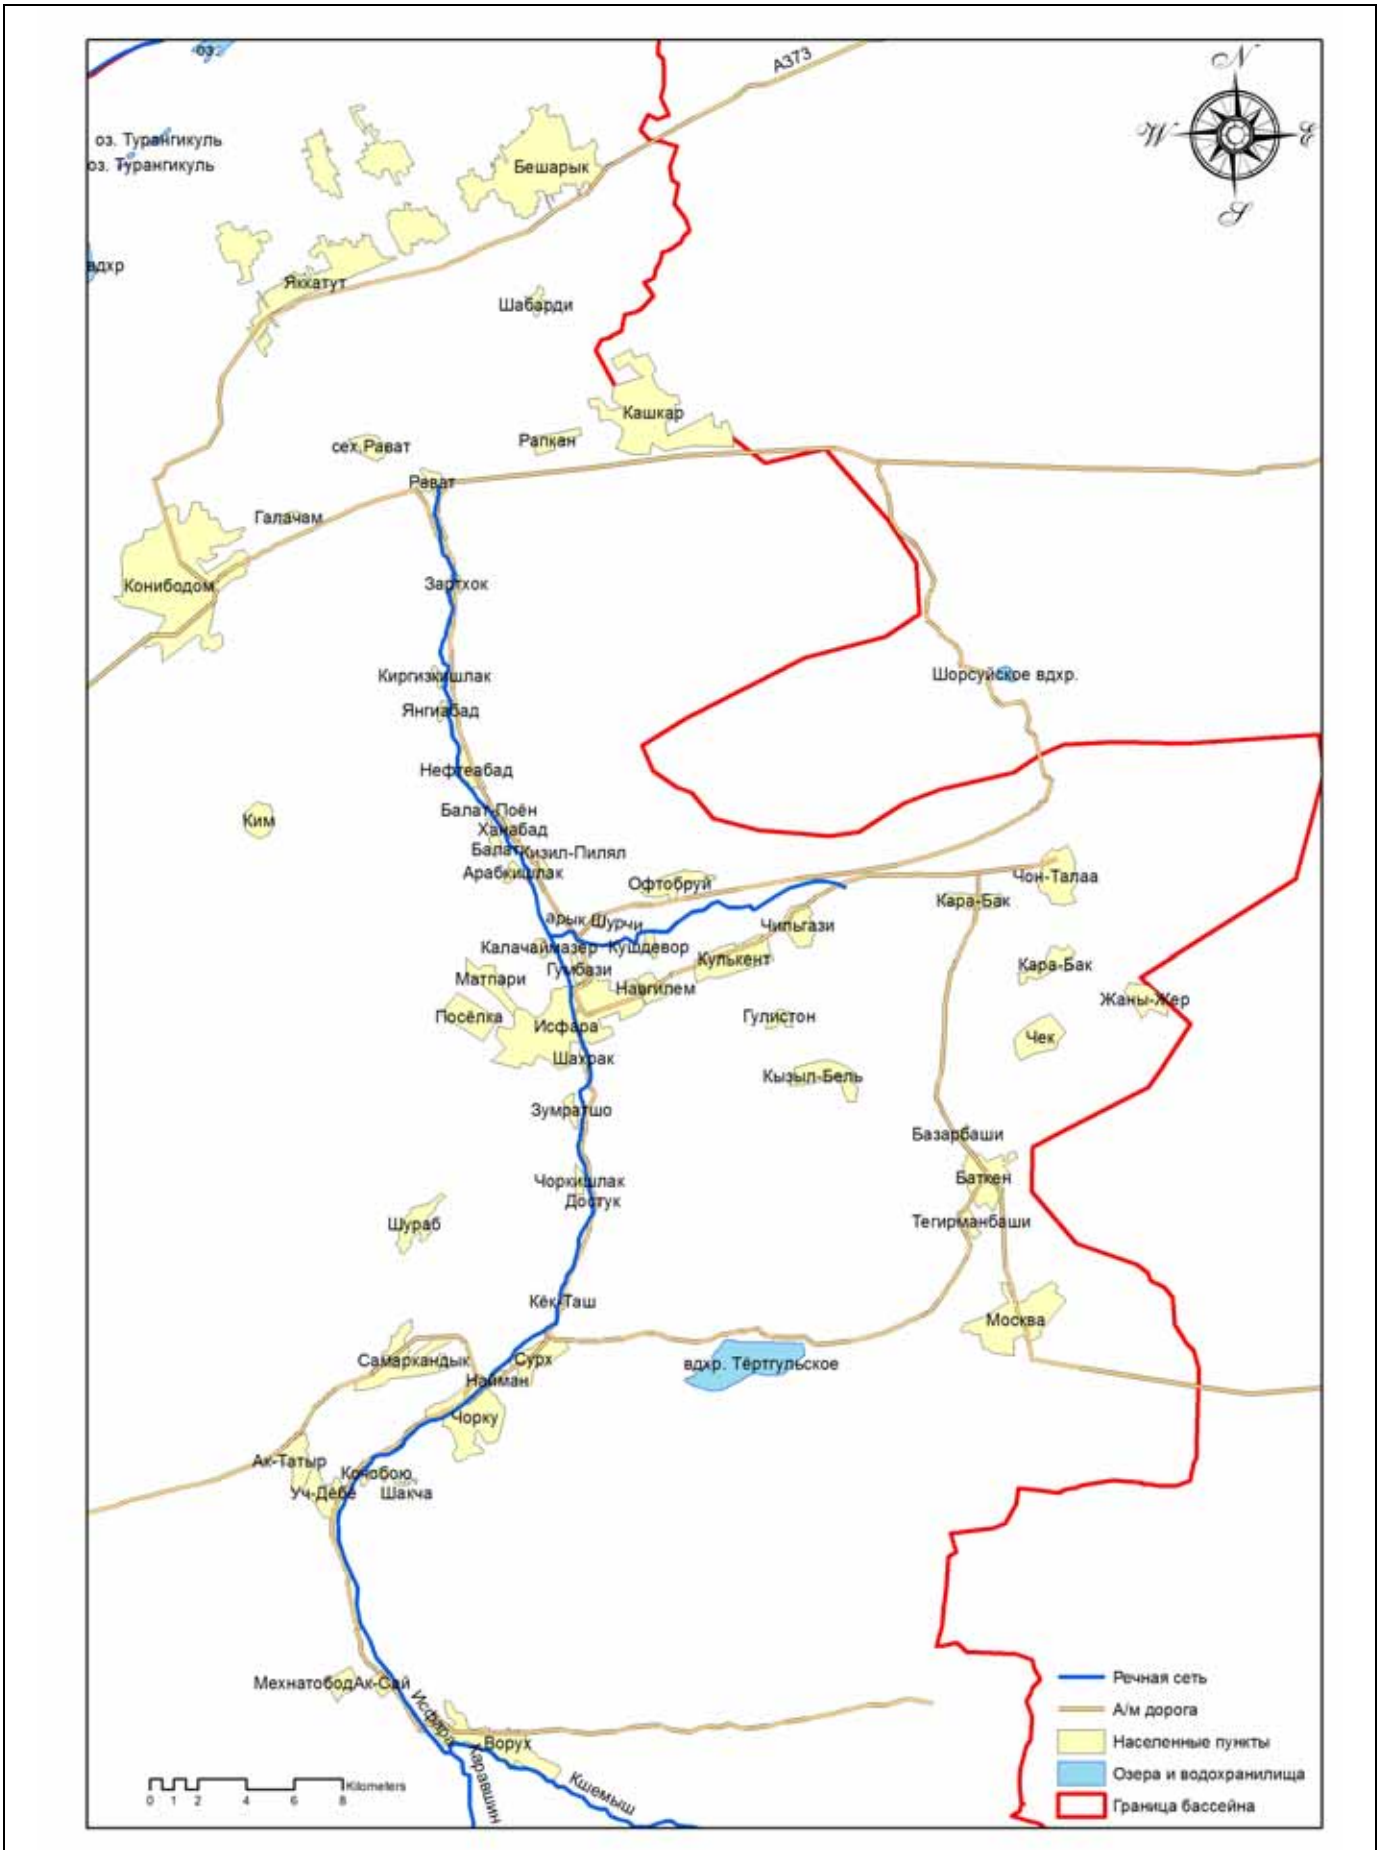 оз.
A373
N
W
E
S
оз. Турангикуль
оз. Турангикуль
Бешарык
вдхр
Яккатут
Шабарди
Кашкар
сех.Рават
Рапкан
Рават
Галачам
Конибодом
Зартхок
Киргизкишлак
Шорсуйское вдхр.
Янгиабад
Нефтеабад
Балат-Поён
Ким
Ханабад
Балат
Кизил-Пилял
Арабкишлак
Офтобруй
Чон-Талаа
Кара-Бак
арык Шурчи
Чильгази
Калачаймазер
Кушдевор
Кулькент
Гумбази
Кара-Бак
Матпари
Навгилем
Жаны-Жер
Посёлка
Исфара
Гулистон
Чек
Шахрак
Кызыл-Бель
Зумратшо
Базарбаши
Чоркишлак
Баткен
Достук
Шураб
Тегирманбаши
Кёк-Таш
Москва
Самаркандык
Сурх
вдхр. Тёртгульское
Найман
Чорку
Ак-Татыр
Кочобою
Уч-Дёбё
Шакча
Мехнатобод
Ак-Сай
Исфара
Ворух
Каравшин
Кшемыш
Речная сеть
А/м дорога
Населенные пункты
Озера и водохранилища
Граница бассейна
Kilometers
0 1 2 4 6 8